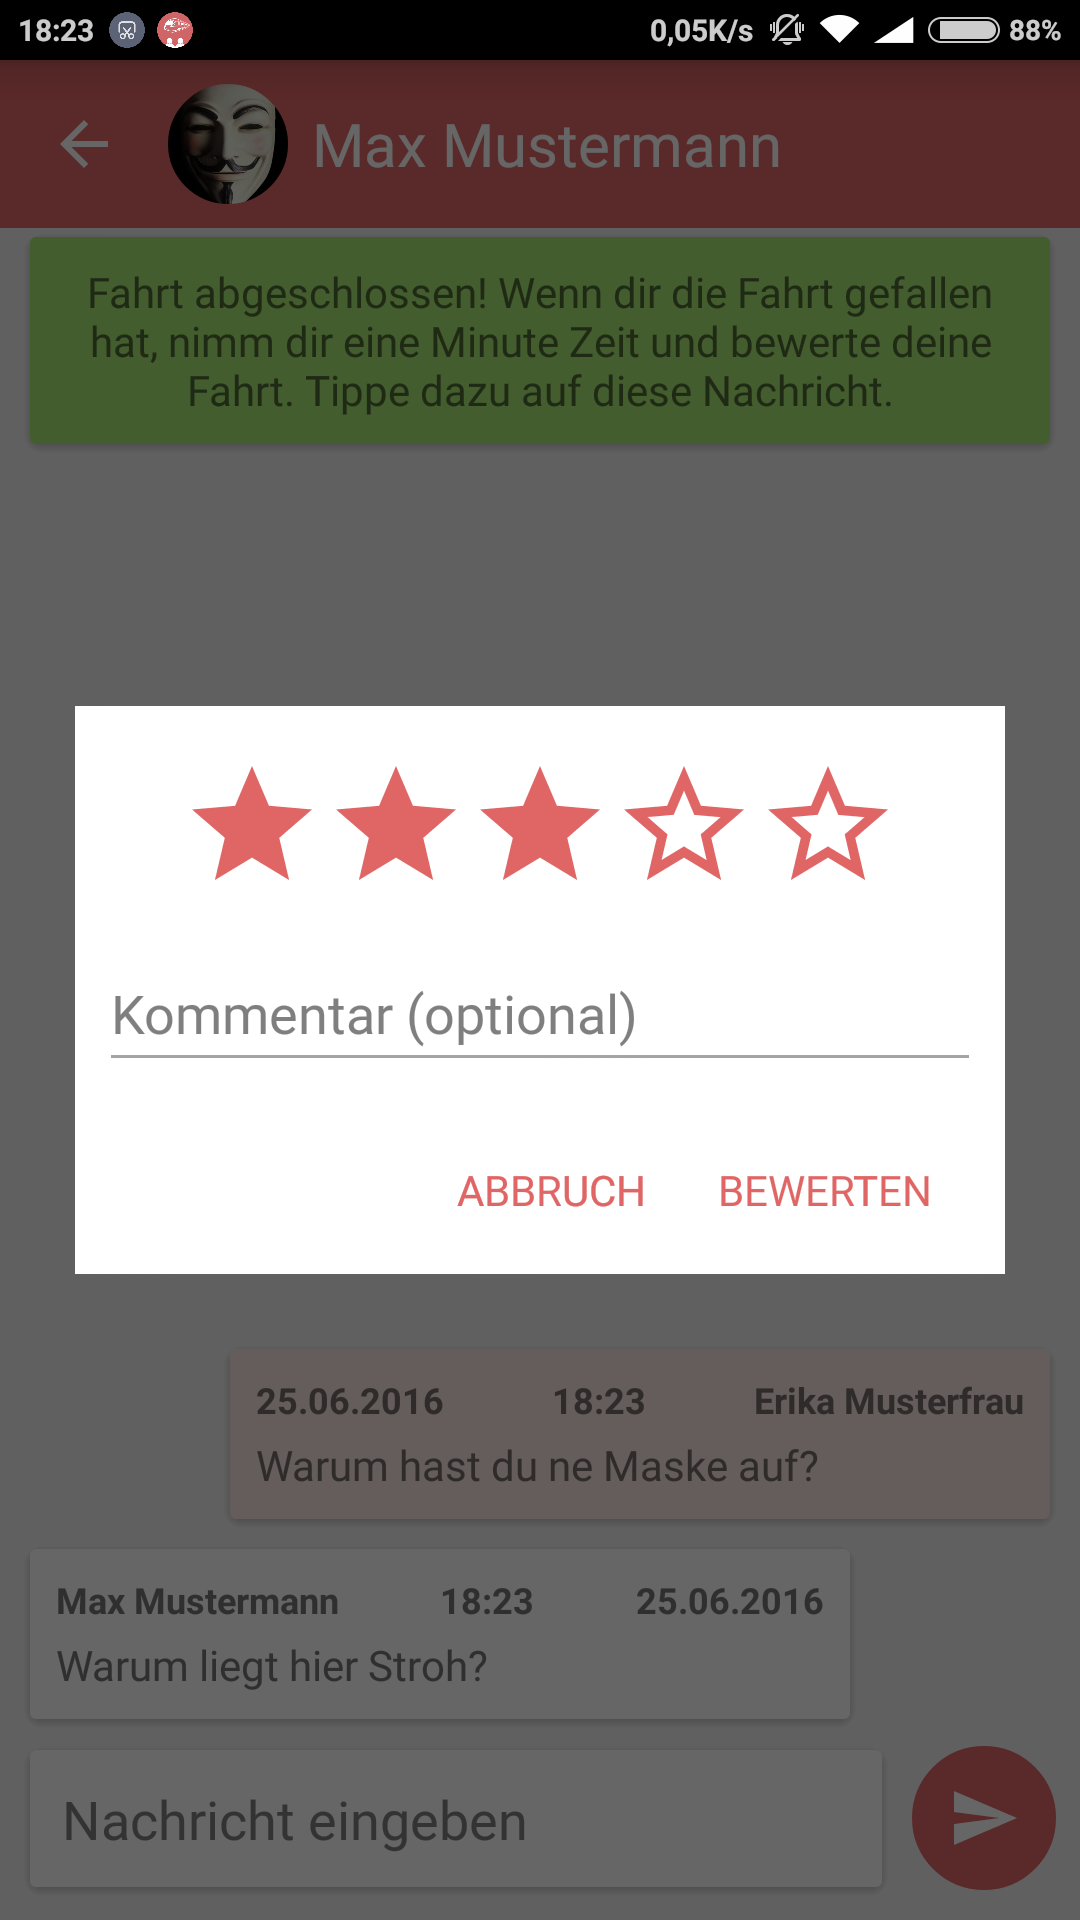 18:23 0,05K/s 88%
Max Mustermann
Fahrt abgeschlossen! Wenn dir die Fahrt gefallen
hat, nimm dir eine Minute Zeit und bewerte deine
Fahrt. Tippe dazu auf diese Nachricht.
Kommentar (optional)
ABBRUCH BEWERTEN
25.06.2016 18:23 Erika Musterfrau
Warum hast du ne Maske auf?
Max Mustermann 18:23 25.06.2016
Warum liegt hier Stroh?
Nachricht eingeben